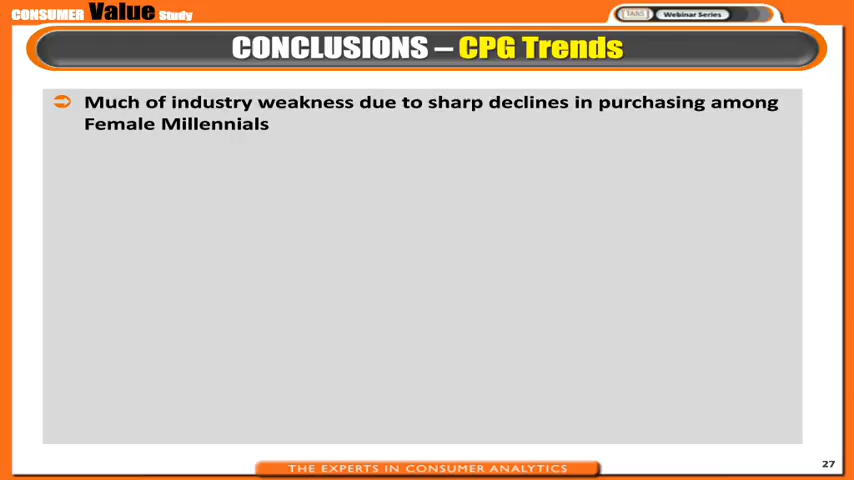 CONSUMER Value Study
TABS Webinar Series
CONCLUSIONS – CPG Trends
Much of industry weakness due to sharp declines in purchasing among
Female Millennials
THE EXPERTS IN CONSUMER ANALYTICS
27